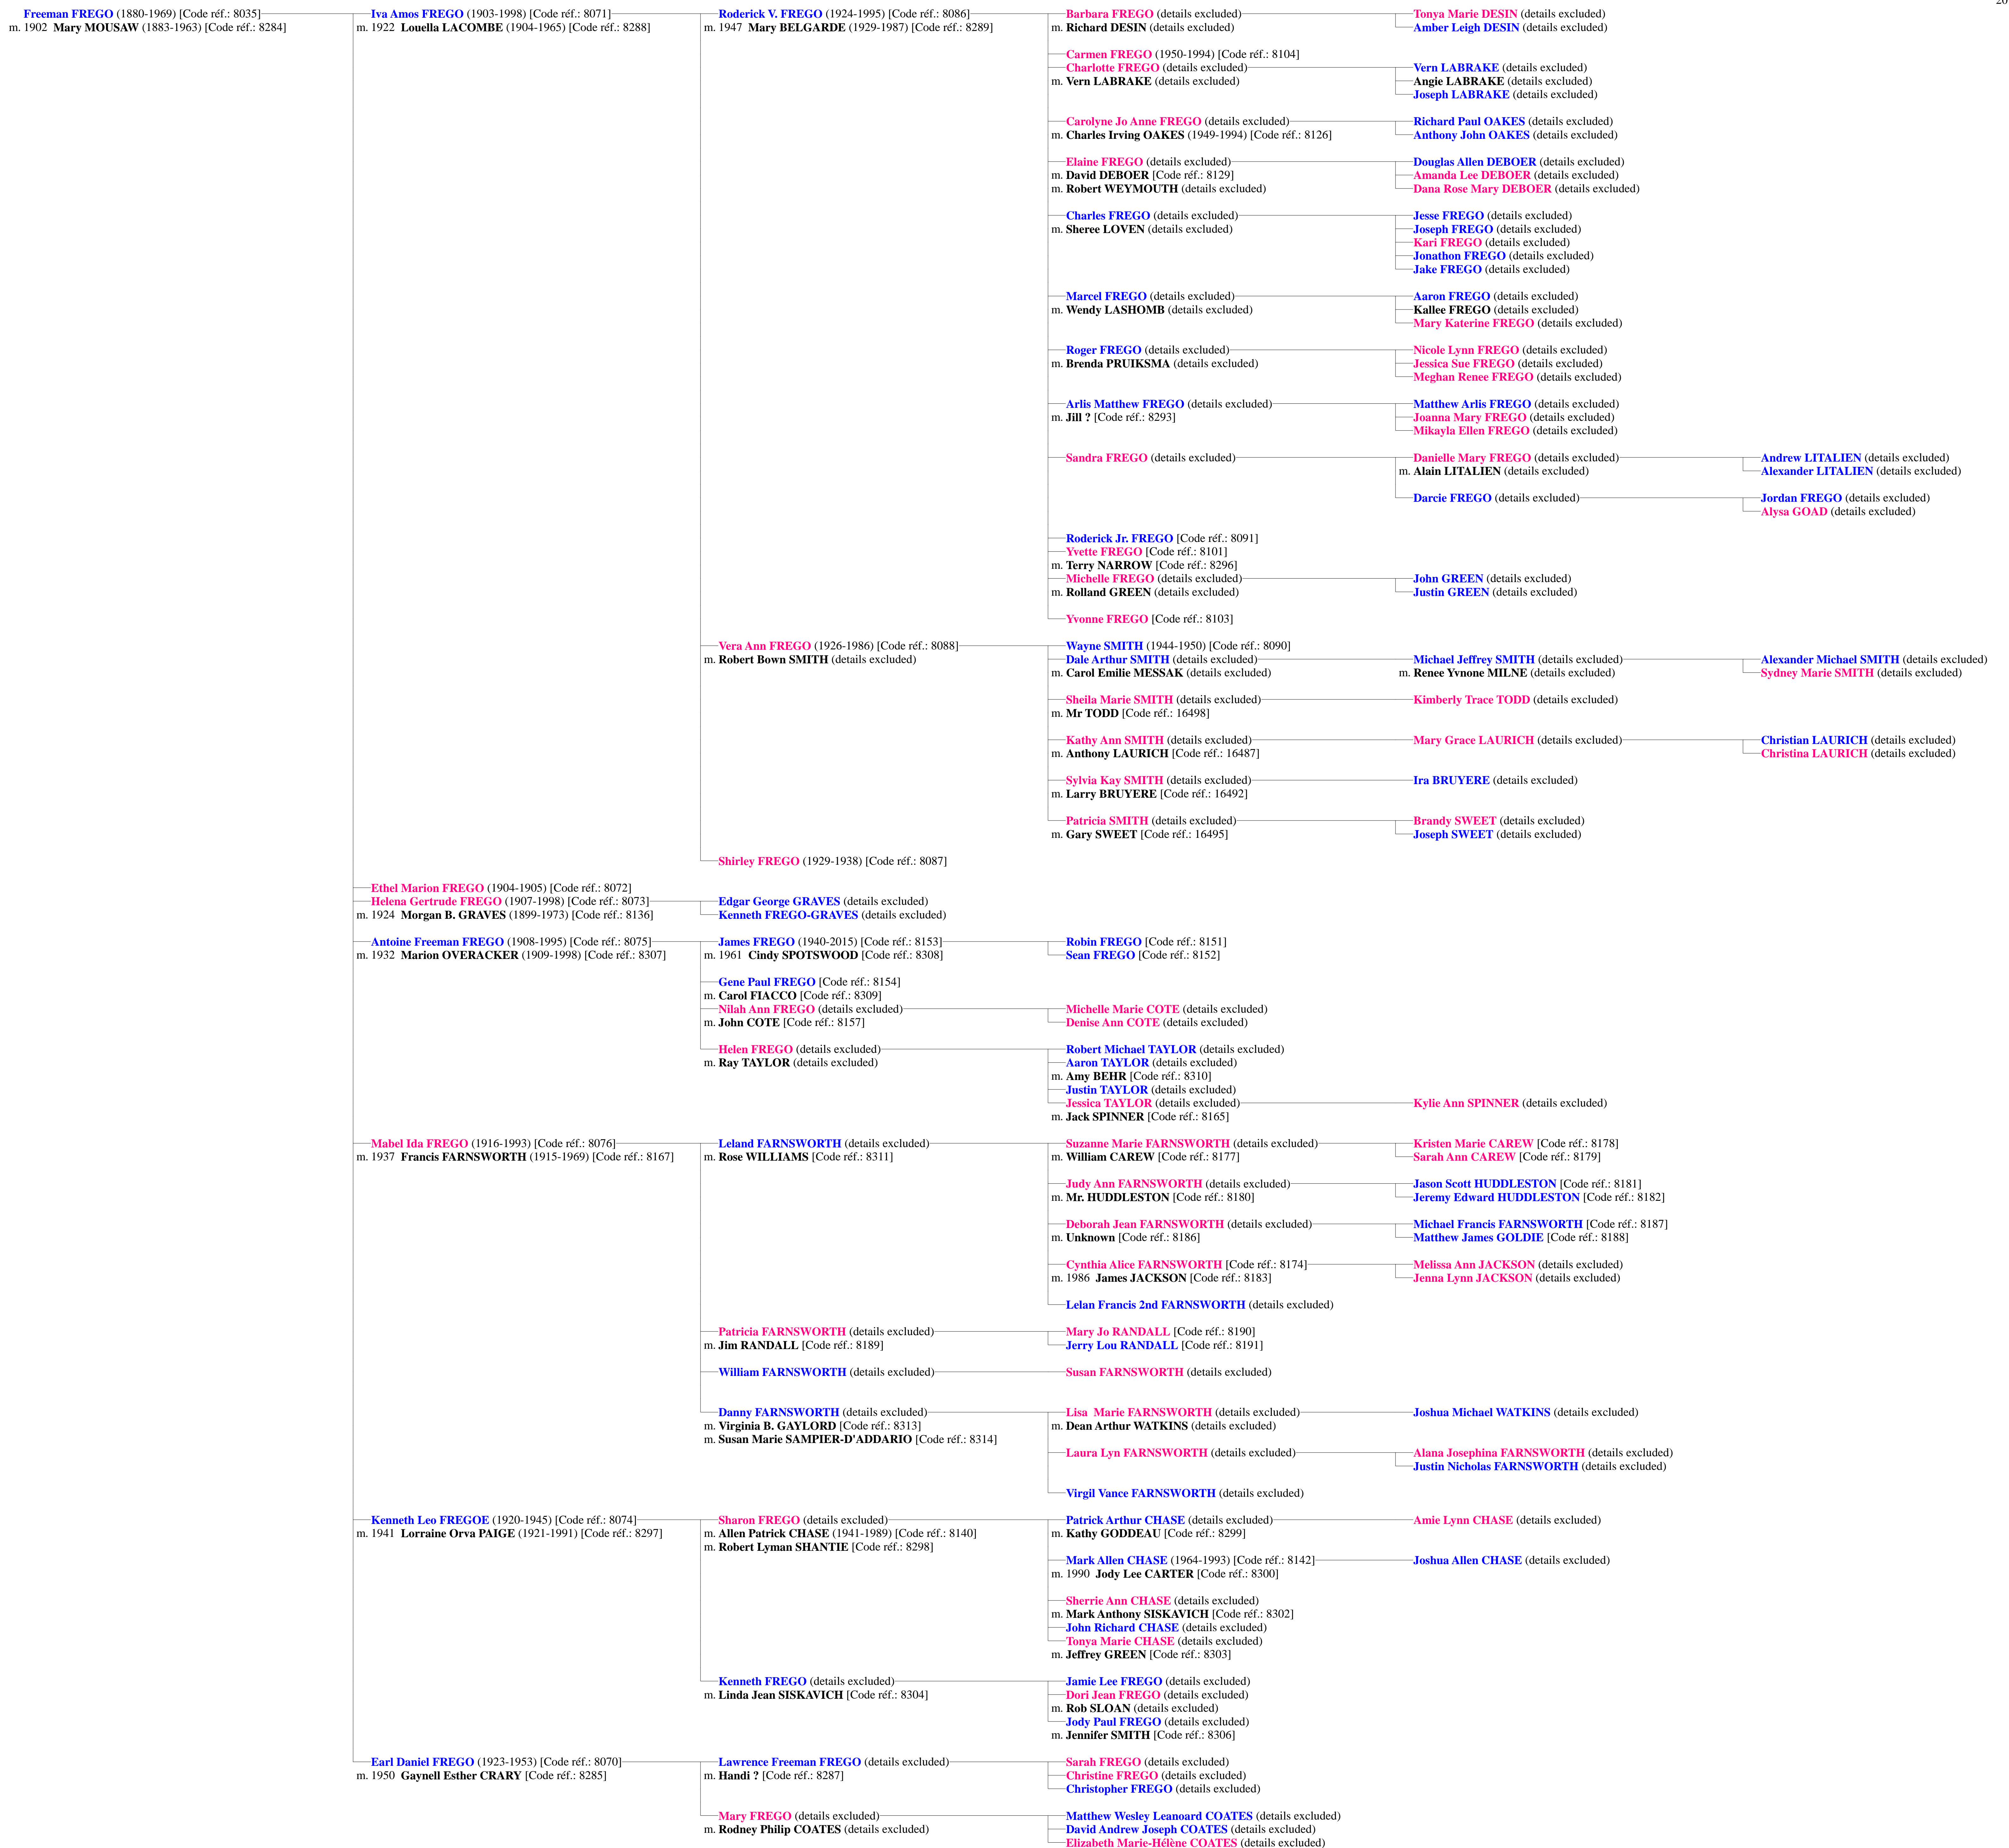 20
Freeman FREGO (1880-1969) [Code réf.: 8035]
m. 1902 Mary MOUSAW (1883-1963) [Code réf.: 8284]
Iva Amos FREGO (1903-1998) [Code réf.: 8071]
m. 1922 Louella LACOMBE (1904-1965) [Code réf.: 8288]
Roderick V. FREGO (1924-1995) [Code réf.: 8086]
m. 1947 Mary BELGARDE (1929-1987) [Code réf.: 8289]
Barbara FREGO (details excluded)
m. Richard DESIN (details excluded)
Tonya Marie DESIN (details excluded)
Amber Leigh DESIN (details excluded)
Carmen FREGO (1950-1994) [Code réf.: 8104]
Charlotte FREGO (details excluded)
m. Vern LABRAKE (details excluded)
Vern LABRAKE (details excluded)
Angie LABRAKE (details excluded)
Joseph LABRAKE (details excluded)
Carolyne Jo Anne FREGO (details excluded)
m. Charles Irving OAKES (1949-1994) [Code réf.: 8126]
Richard Paul OAKES (details excluded)
Anthony John OAKES (details excluded)
Elaine FREGO (details excluded)
m. David DEBOER [Code réf.: 8129]
m. Robert WEYMOUTH (details excluded)
Douglas Allen DEBOER (details excluded)
Amanda Lee DEBOER (details excluded)
Dana Rose Mary DEBOER (details excluded)
Charles FREGO (details excluded)
m. Sheree LOVEN (details excluded)
Jesse FREGO (details excluded)
Joseph FREGO (details excluded)
Kari FREGO (details excluded)
Jonathon FREGO (details excluded)
Jake FREGO (details excluded)
Marcel FREGO (details excluded)
m. Wendy LASHOMB (details excluded)
Aaron FREGO (details excluded)
Kallee FREGO (details excluded)
Mary Katerine FREGO (details excluded)
Roger FREGO (details excluded)
m. Brenda PRUIKSMA (details excluded)
Nicole Lynn FREGO (details excluded)
Jessica Sue FREGO (details excluded)
Meghan Renee FREGO (details excluded)
Arlis Matthew FREGO (details excluded)
m. Jill ? [Code réf.: 8293]
Matthew Arlis FREGO (details excluded)
Joanna Mary FREGO (details excluded)
Mikayla Ellen FREGO (details excluded)
Sandra FREGO (details excluded)
Danielle Mary FREGO (details excluded)
m. Alain LITALIEN (details excluded)
Andrew LITALIEN (details excluded)
Alexander LITALIEN (details excluded)
Darcie FREGO (details excluded)
Jordan FREGO (details excluded)
Alysa GOAD (details excluded)
Roderick Jr. FREGO [Code réf.: 8091]
Yvette FREGO [Code réf.: 8101]
m. Terry NARROW [Code réf.: 8296]
Michelle FREGO (details excluded)
m. Rolland GREEN (details excluded)
John GREEN (details excluded)
Justin GREEN (details excluded)
Yvonne FREGO [Code réf.: 8103]
Vera Ann FREGO (1926-1986) [Code réf.: 8088]
m. Robert Bown SMITH (details excluded)
Wayne SMITH (1944-1950) [Code réf.: 8090]
Dale Arthur SMITH (details excluded)
m. Carol Emilie MESSAK (details excluded)
Michael Jeffrey SMITH (details excluded)
m. Renee Yvnone MILNE (details excluded)
Alexander Michael SMITH (details excluded)
Sydney Marie SMITH (details excluded)
Sheila Marie SMITH (details excluded)
m. Mr TODD [Code réf.: 16498]
Kimberly Trace TODD (details excluded)
Kathy Ann SMITH (details excluded)
m. Anthony LAURICH [Code réf.: 16487]
Mary Grace LAURICH (details excluded)
Christian LAURICH (details excluded)
Christina LAURICH (details excluded)
Sylvia Kay SMITH (details excluded)
m. Larry BRUYERE [Code réf.: 16492]
Ira BRUYERE (details excluded)
Patricia SMITH (details excluded)
m. Gary SWEET [Code réf.: 16495]
Brandy SWEET (details excluded)
Joseph SWEET (details excluded)
Shirley FREGO (1929-1938) [Code réf.: 8087]
Ethel Marion FREGO (1904-1905) [Code réf.: 8072]
Helena Gertrude FREGO (1907-1998) [Code réf.: 8073]
m. 1924 Morgan B. GRAVES (1899-1973) [Code réf.: 8136]
Edgar George GRAVES (details excluded)
Kenneth FREGO-GRAVES (details excluded)
Antoine Freeman FREGO (1908-1995) [Code réf.: 8075]
m. 1932 Marion OVERACKER (1909-1998) [Code réf.: 8307]
James FREGO (1940-2015) [Code réf.: 8153]
m. 1961 Cindy SPOTSWOOD [Code réf.: 8308]
Robin FREGO [Code réf.: 8151]
Sean FREGO [Code réf.: 8152]
Gene Paul FREGO [Code réf.: 8154]
m. Carol FIACCO [Code réf.: 8309]
Nilah Ann FREGO (details excluded)
m. John COTE [Code réf.: 8157]
Michelle Marie COTE (details excluded)
Denise Ann COTE (details excluded)
Helen FREGO (details excluded)
m. Ray TAYLOR (details excluded)
Robert Michael TAYLOR (details excluded)
Aaron TAYLOR (details excluded)
m. Amy BEHR [Code réf.: 8310]
Justin TAYLOR (details excluded)
Jessica TAYLOR (details excluded)
m. Jack SPINNER [Code réf.: 8165]
Kylie Ann SPINNER (details excluded)
Mabel Ida FREGO (1916-1993) [Code réf.: 8076]
m. 1937 Francis FARNSWORTH (1915-1969) [Code réf.: 8167]
Leland FARNSWORTH (details excluded)
m. Rose WILLIAMS [Code réf.: 8311]
Suzanne Marie FARNSWORTH (details excluded)
m. William CAREW [Code réf.: 8177]
Kristen Marie CAREW [Code réf.: 8178]
Sarah Ann CAREW [Code réf.: 8179]
Judy Ann FARNSWORTH (details excluded)
m. Mr. HUDDLESTON [Code réf.: 8180]
Jason Scott HUDDLESTON [Code réf.: 8181]
Jeremy Edward HUDDLESTON [Code réf.: 8182]
Deborah Jean FARNSWORTH (details excluded)
m. Unknown [Code réf.: 8186]
Michael Francis FARNSWORTH [Code réf.: 8187]
Matthew James GOLDIE [Code réf.: 8188]
Cynthia Alice FARNSWORTH [Code réf.: 8174]
m. 1986 James JACKSON [Code réf.: 8183]
Melissa Ann JACKSON (details excluded)
Jenna Lynn JACKSON (details excluded)
Lelan Francis 2nd FARNSWORTH (details excluded)
Patricia FARNSWORTH (details excluded)
m. Jim RANDALL [Code réf.: 8189]
Mary Jo RANDALL [Code réf.: 8190]
Jerry Lou RANDALL [Code réf.: 8191]
William FARNSWORTH (details excluded)
Susan FARNSWORTH (details excluded)
Danny FARNSWORTH (details excluded)
m. Virginia B. GAYLORD [Code réf.: 8313]
m. Susan Marie SAMPIER-D'ADDARIO [Code réf.: 8314]
Lisa Marie FARNSWORTH (details excluded)
m. Dean Arthur WATKINS (details excluded)
Joshua Michael WATKINS (details excluded)
Laura Lyn FARNSWORTH (details excluded)
Alana Josephina FARNSWORTH (details excluded)
Justin Nicholas FARNSWORTH (details excluded)
Virgil Vance FARNSWORTH (details excluded)
Kenneth Leo FREGOE (1920-1945) [Code réf.: 8074]
m. 1941 Lorraine Orva PAIGE (1921-1991) [Code réf.: 8297]
Sharon FREGO (details excluded)
m. Allen Patrick CHASE (1941-1989) [Code réf.: 8140]
m. Robert Lyman SHANTIE [Code réf.: 8298]
Patrick Arthur CHASE (details excluded)
m. Kathy GODDEAU [Code réf.: 8299]
Amie Lynn CHASE (details excluded)
Mark Allen CHASE (1964-1993) [Code réf.: 8142]
m. 1990 Jody Lee CARTER [Code réf.: 8300]
Joshua Allen CHASE (details excluded)
Sherrie Ann CHASE (details excluded)
m. Mark Anthony SISKAVICH [Code réf.: 8302]
John Richard CHASE (details excluded)
Tonya Marie CHASE (details excluded)
m. Jeffrey GREEN [Code réf.: 8303]
Kenneth FREGO (details excluded)
m. Linda Jean SISKAVICH [Code réf.: 8304]
Jamie Lee FREGO (details excluded)
Dori Jean FREGO (details excluded)
m. Rob SLOAN (details excluded)
Jody Paul FREGO (details excluded)
m. Jennifer SMITH [Code réf.: 8306]
Earl Daniel FREGO (1923-1953) [Code réf.: 8070]
m. 1950 Gaynell Esther CRARY [Code réf.: 8285]
Lawrence Freeman FREGO (details excluded)
m. Handi ? [Code réf.: 8287]
Sarah FREGO (details excluded)
Christine FREGO (details excluded)
Christopher FREGO (details excluded)
Mary FREGO (details excluded)
m. Rodney Philip COATES (details excluded)
Matthew Wesley Leanoard COATES (details excluded)
David Andrew Joseph COATES (details excluded)
Elizabeth Marie-Hélène COATES (details excluded)